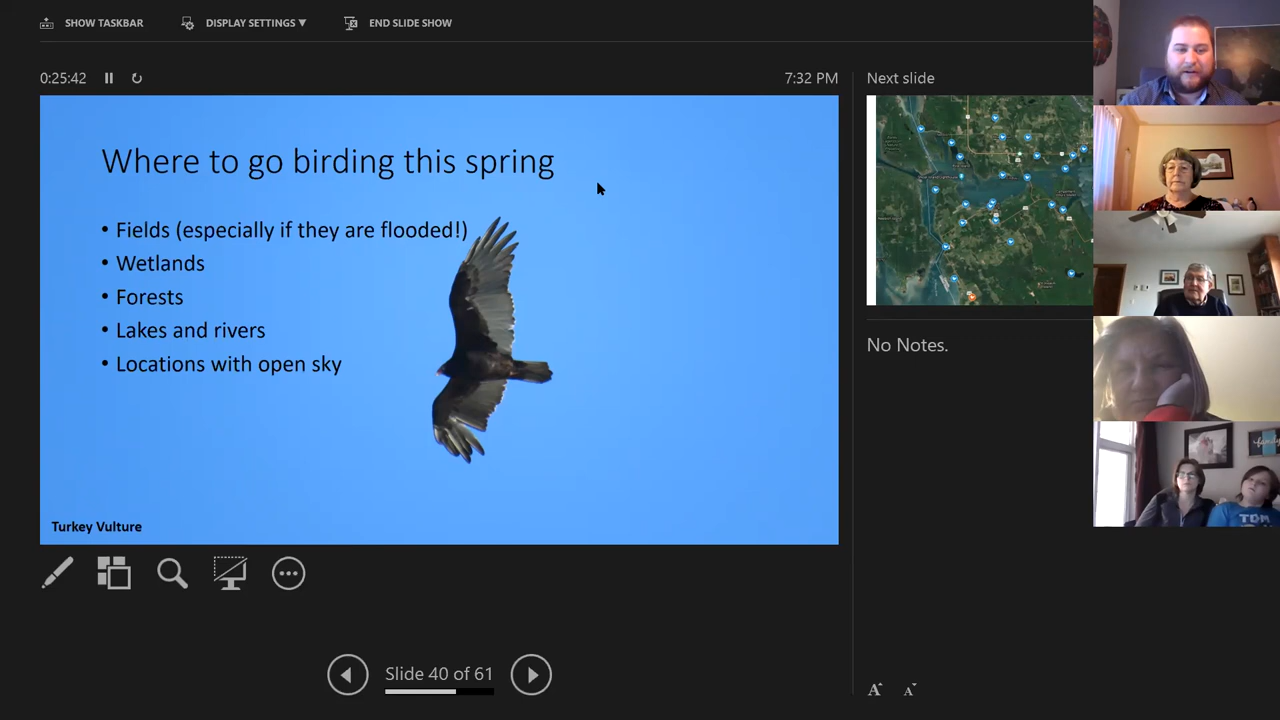 SHOW TASKBAR
DISPLAY SETTINGS ▼
END SLIDE SHOW
0:25:42
7:32 PM
Next slide
Where to go birding this spring
• Fields (especially if they are flooded!)
• Wetlands
• Forests
• Lakes and rivers
• Locations with open sky
Turkey Vulture
No Notes.
family
TOM
Slide 40 of 61
A A